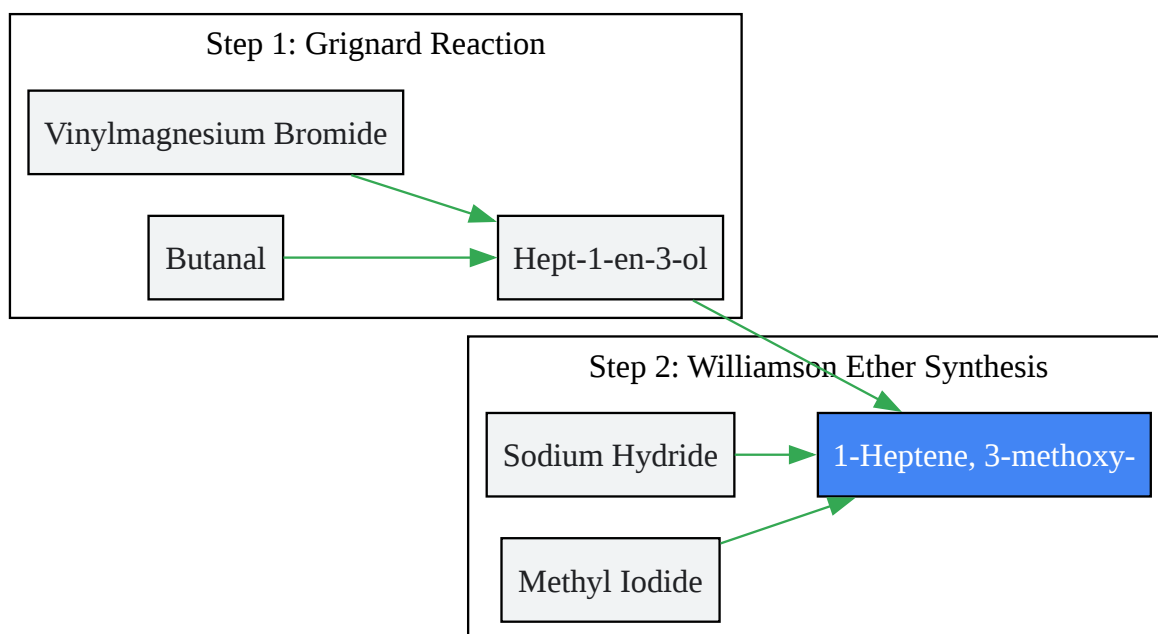 Step 1: Grignard Reaction
Vinylmagnesium Bromide
Butanal
Hept-1-en-3-ol
Step 2: Williamson Ether Synthesis
Sodium Hydride
1-Heptene, 3-methoxy-
Methyl Iodide